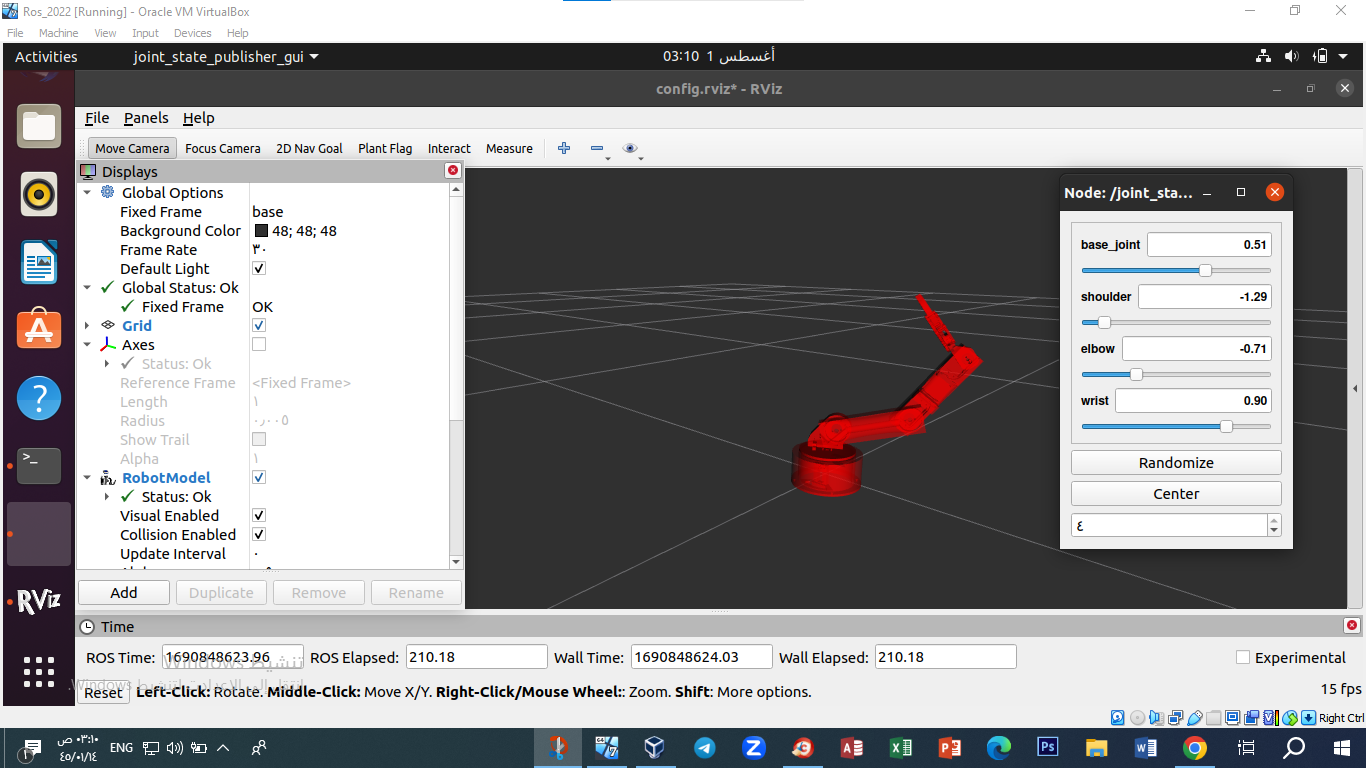 Ros_2022 [Running] - Oracle VM VirtualBox
File Machine View Input Devices Help
Activities joint_state_publisher_gui 03:10 1 أغسطس
config.rviz* - RViz
File Panels Help
Move Camera Focus Camera 2D Nav Goal Plant Flag Interact Measure
Displays
Global Options
Fixed Frame base
Background Color 48; 48; 48
Frame Rate ٣٠
Default Light
Global Status: Ok
Fixed Frame OK
Grid
Axes
Status: Ok
Reference Frame <Fixed Frame>
Length ١
Radius ٠٫٠٠٥
Show Trail
Alpha ١
RobotModel
Status: Ok
Visual Enabled
Collision Enabled
Update Interval ٠
Add Duplicate Remove Rename
Node: /joint_sta...
base_joint 0.51
shoulder -1.29
elbow -0.71
wrist 0.90
Randomize
Center
٤
Time
ROS Time: 1690848623.96 ROS Elapsed: 210.18 Wall Time: 1690848624.03 Wall Elapsed: 210.18 Experimental
تنشيط Windows
انتقل إلى الإعدادات لتنشيط Windows.
Reset Left-Click: Rotate. Middle-Click: Move X/Y. Right-Click/Mouse Wheel:: Zoom. Shift: More options. 15 fps
RViz
Right Ctrl
٠٣:١٠ ص
٤٥/٠١/١٤
ENG